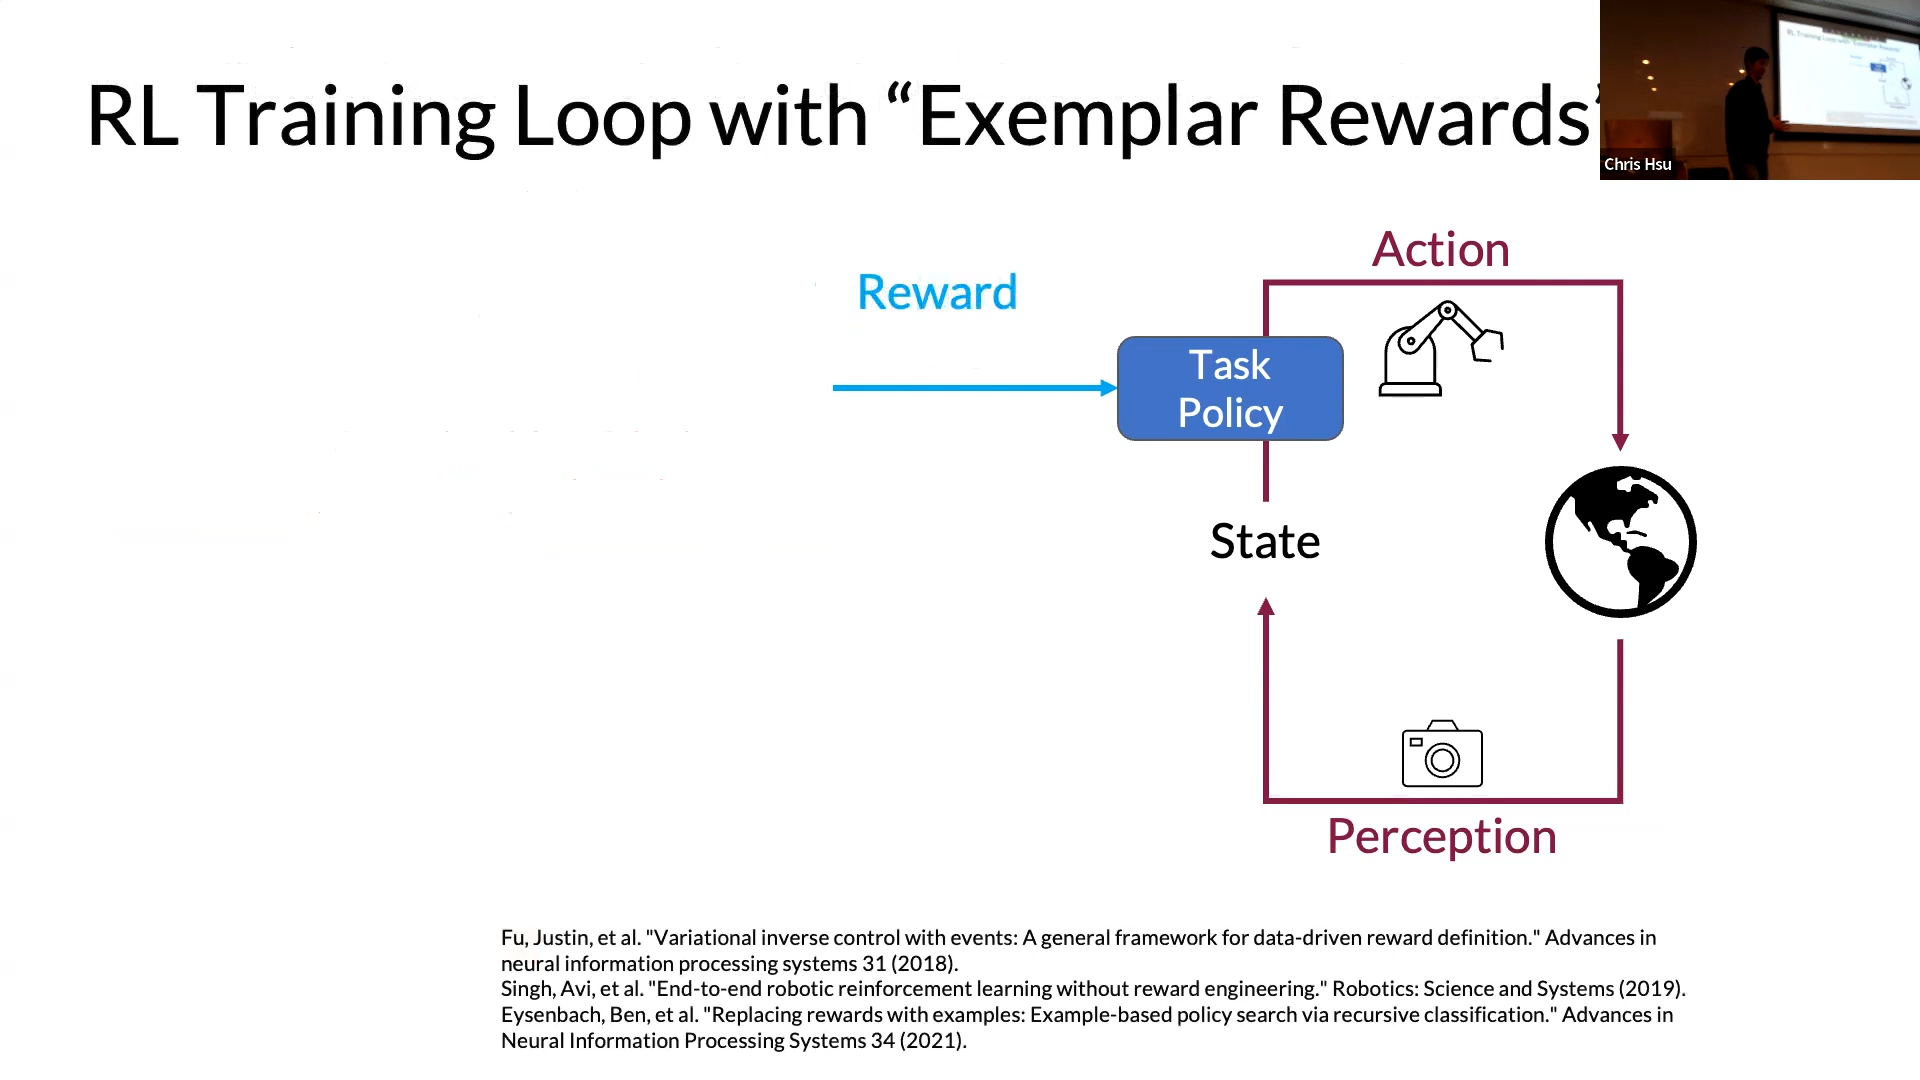 RL Training Loop with “Exemplar Rewards”
Chris Hsu
Action
Reward
Task
Policy
State
Perception
Fu, Justin, et al. "Variational inverse control with events: A general framework for data-driven reward definition." Advances in
neural information processing systems 31 (2018).
Singh, Avi, et al. "End-to-end robotic reinforcement learning without reward engineering." Robotics: Science and Systems (2019).
Eysenbach, Ben, et al. "Replacing rewards with examples: Example-based policy search via recursive classification." Advances in
Neural Information Processing Systems 34 (2021).